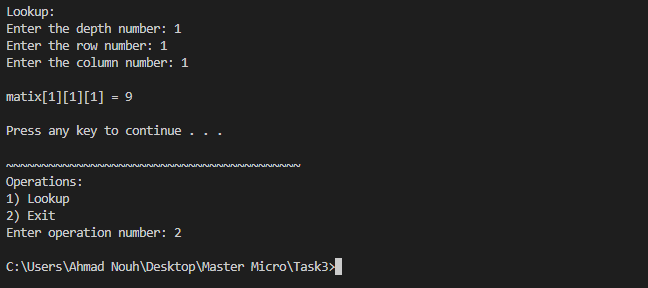 Lookup:
Enter the depth number: 1
Enter the row number: 1
Enter the column number: 1
matix[1][1][1] = 9
Press any key to continue . . .
~~~~~~~~~~~~~~~~~~~~~~~~~~~~~~~~~~~~~~~~~~
Operations:
1) Lookup
2) Exit
Enter operation number: 2
C:\Users\Ahmad Nouh\Desktop\Master Micro\Task3>